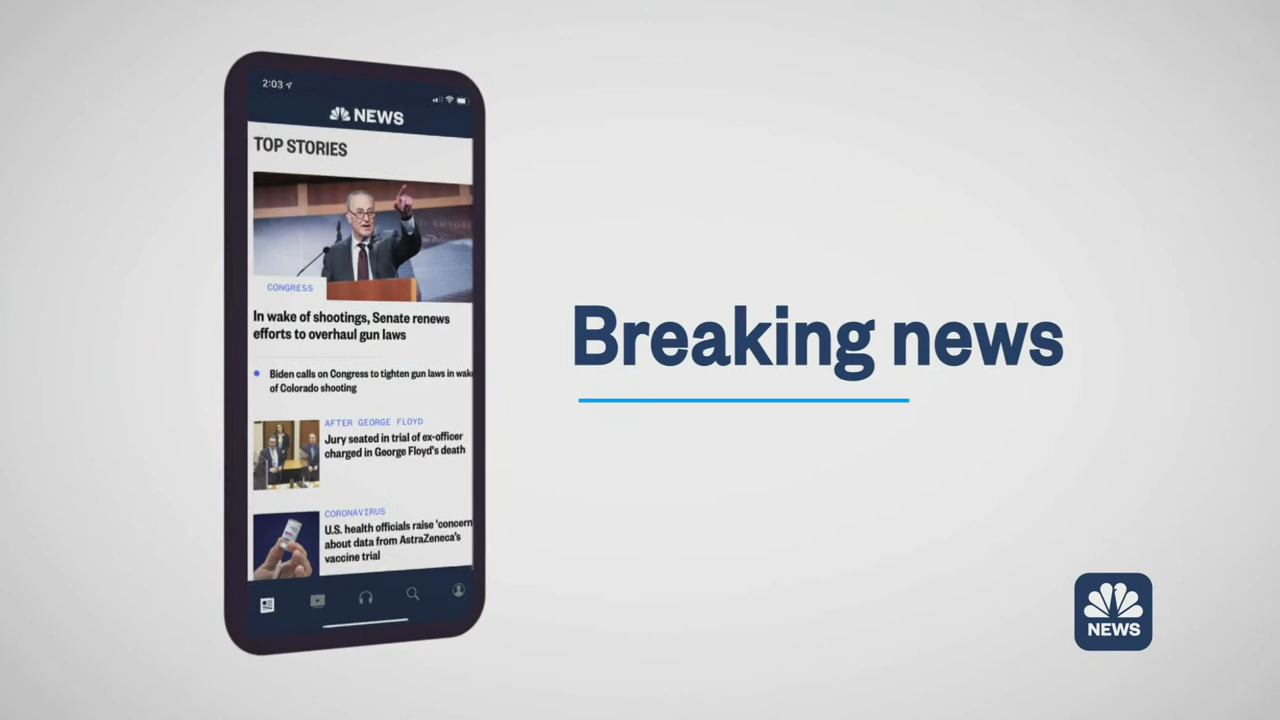 2:03
NEWS
TOP STORIES
CONGRESS
In wake of shootings, Senate renews
efforts to overhaul gun laws
Biden calls on Congress to tighten gun laws in wake
of Colorado shooting
AFTER GEORGE FLOYD
Jury seated in trial of ex-officer
charged in George Floyd's death
CORONAVIRUS
U.S. health officials raise 'concern
about data from AstraZeneca's
vaccine trial
Breaking news
NEWS